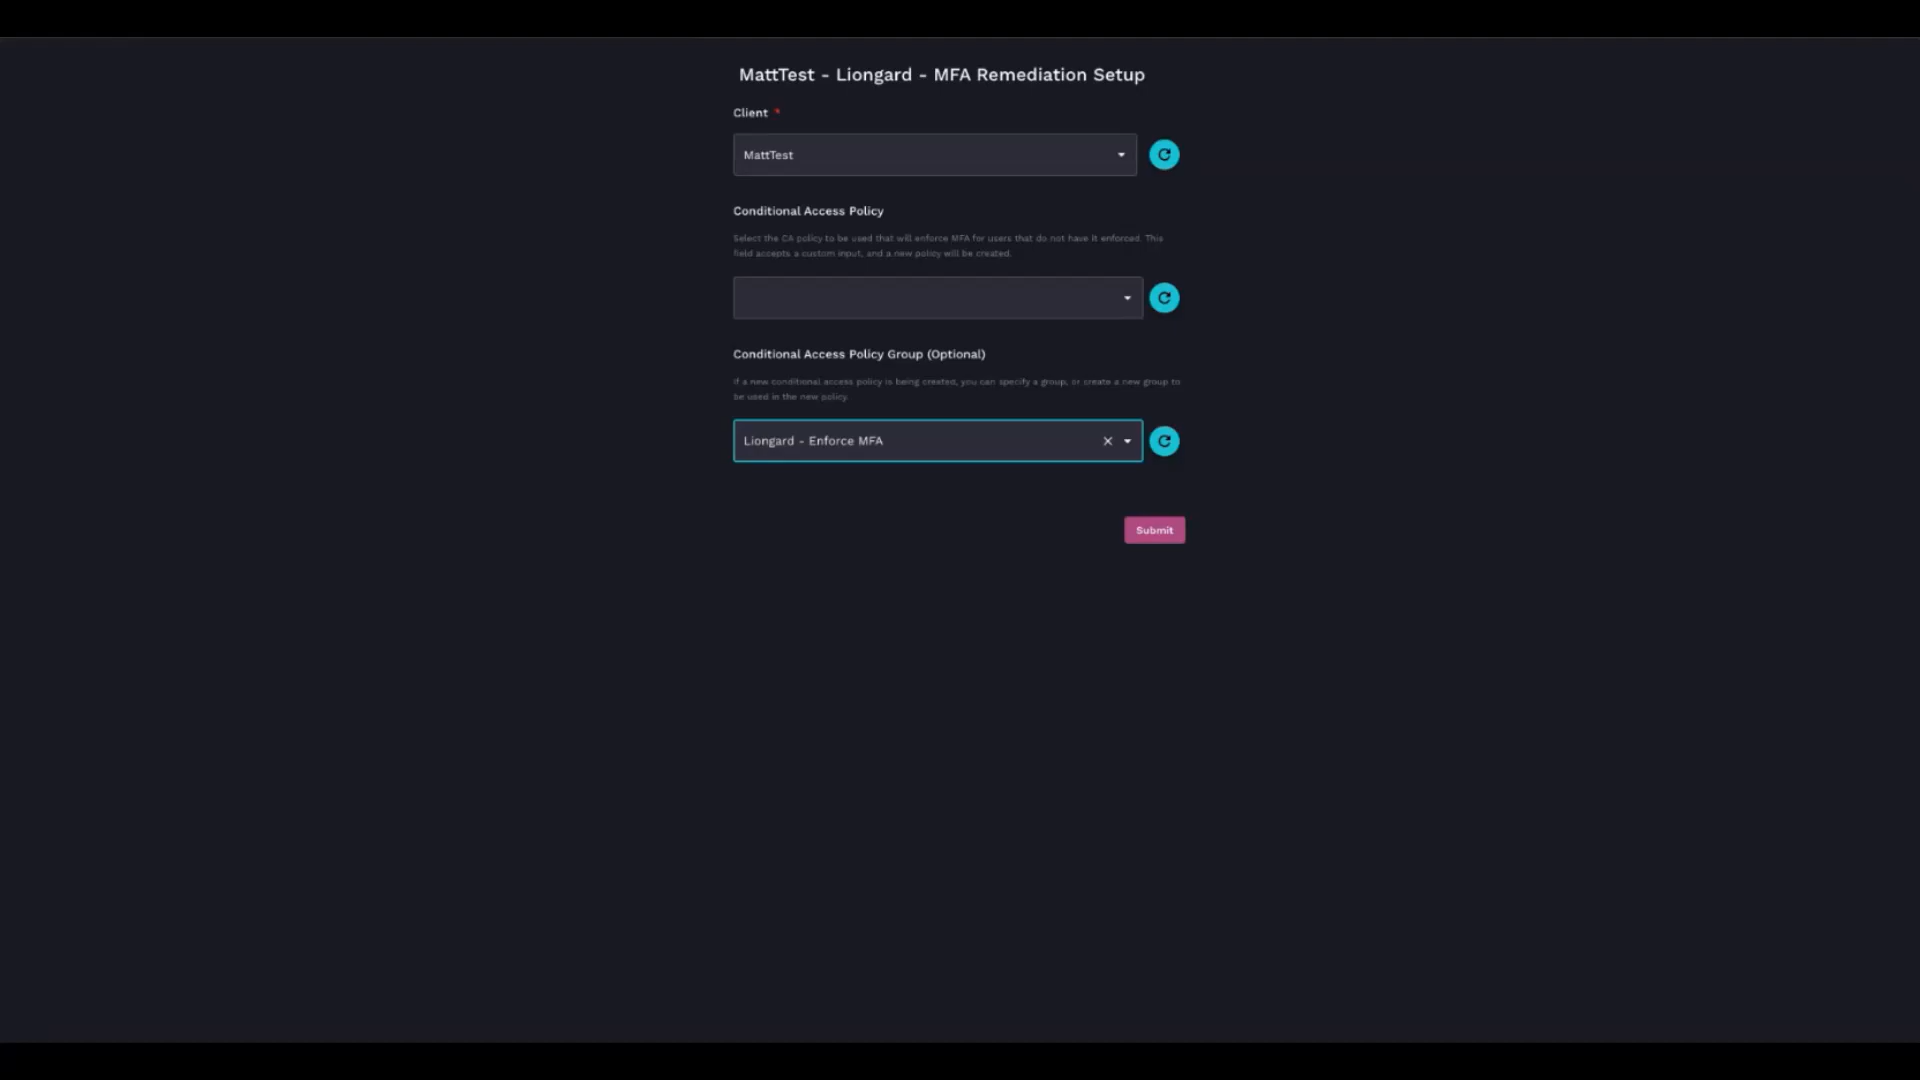 MattTest - Liongard - MFA Remediation Setup
Client *
MattTest
Conditional Access Policy
Select the CA policy to be used that will enforce MFA for users that do not have it enforced. This
field accepts a custom input, and a new policy will be created.
Conditional Access Policy Group (Optional)
If a new conditional access policy is being created, you can specify a group, or create a new group to
be used in the new policy.
Liongard - Enforce MFA
Submit